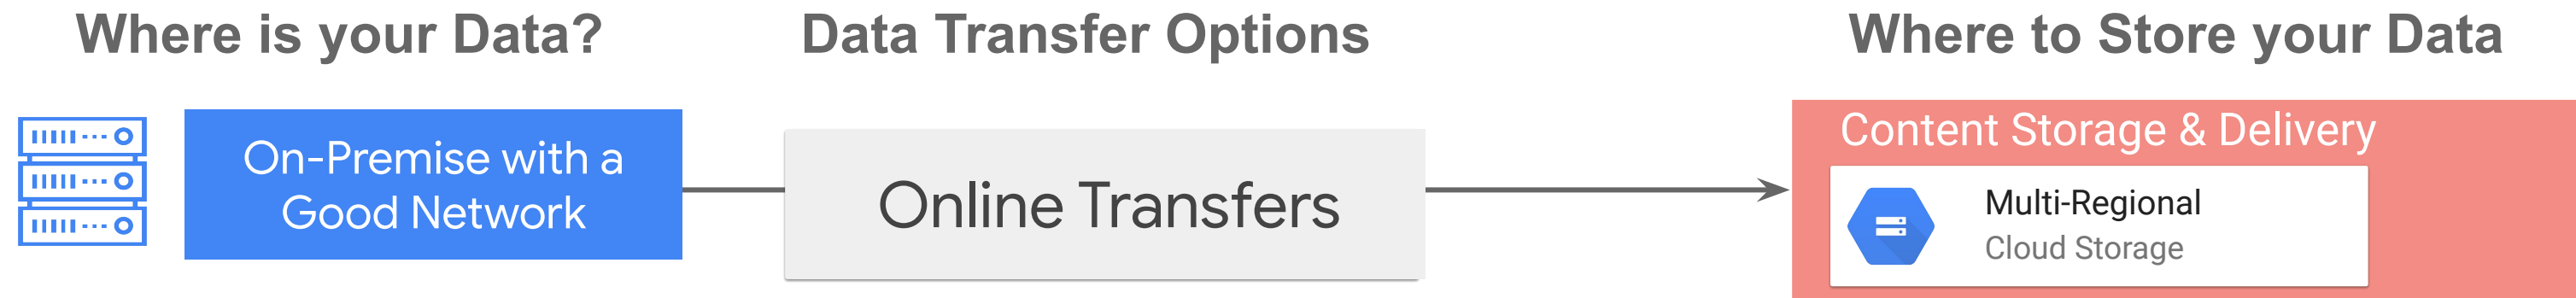 Where is your Data?
Data Transfer Options
Where to Store your Data
On-Premise with a
Good Network
Online Transfers
Content Storage & Delivery
Multi-Regional
Cloud Storage